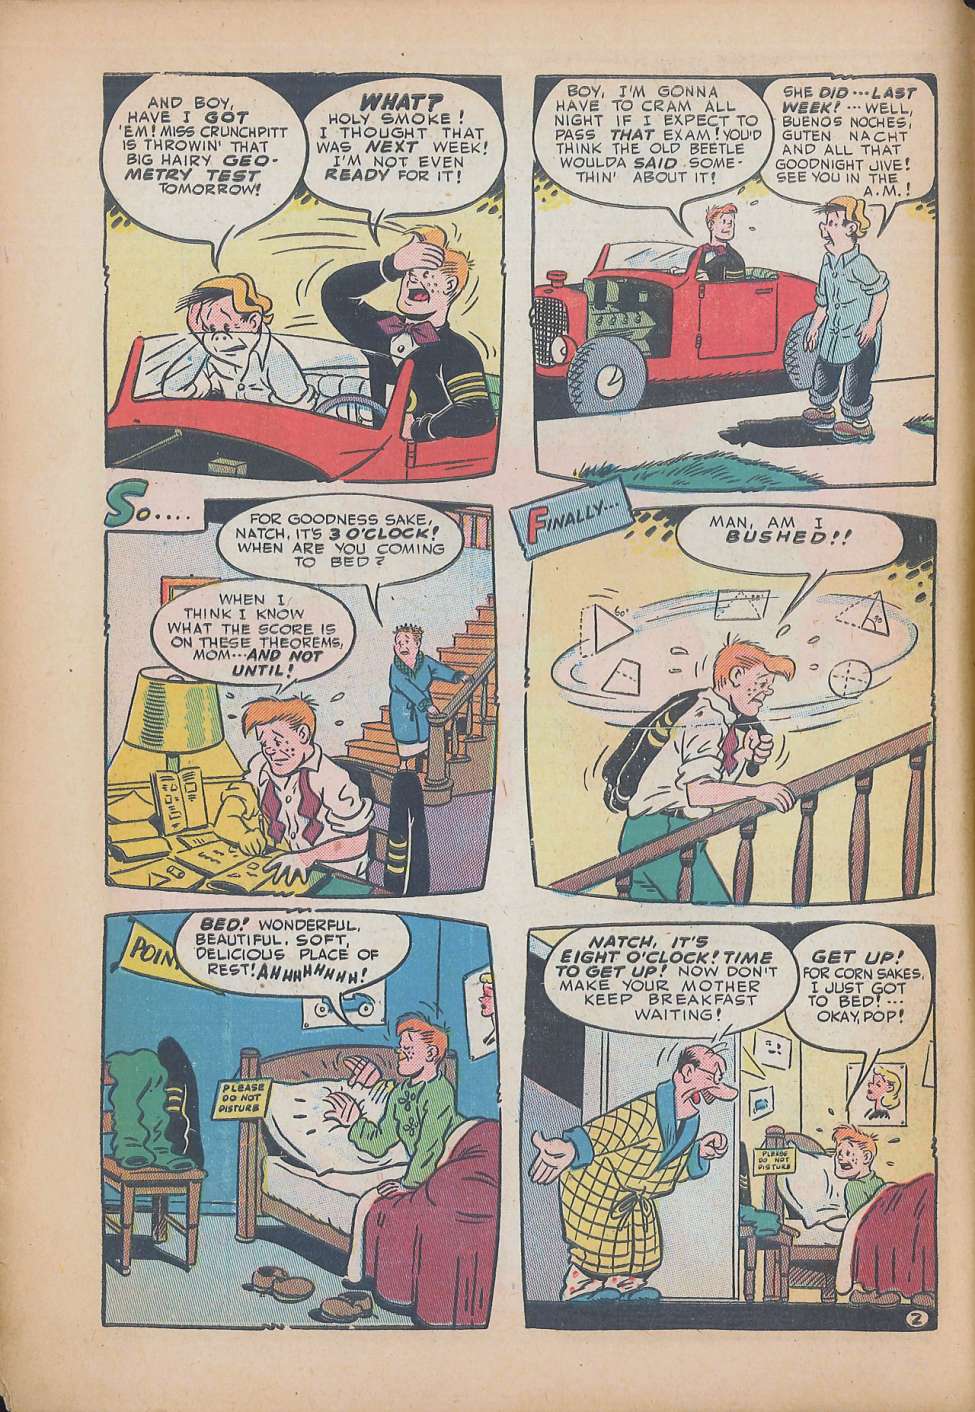 AND BOY,
HAVE I GOT
'EM! MISS CRUNCHPITT
IS THROWIN' THAT
BIG HAIRY GEO-
METRY TEST
TOMORROW!
WHAT?
HOLY SMOKE!
I THOUGHT THAT
WAS NEXT WEEK!
I'M NOT EVEN
READY FOR IT!
BOY, I'M GONNA
HAVE TO CRAM ALL
NIGHT IF I EXPECT TO
PASS THAT EXAM! YOU'D
THINK THE OLD BEETLE
WOULDA SAID SOME-
THIN' ABOUT IT!
SHE DID---LAST
WEEK! --- WELL,
BUENOS NOCHES,
GUTEN NACHT
AND ALL THAT
GOODNIGHT JIVE!
SEE YOU IN THE
A.M.!
SO....
FOR GOODNESS SAKE,
NATCH, IT'S 3 O'CLOCK!
WHEN ARE YOU COMING
TO BED?
WHEN I
THINK I KNOW
WHAT THE SCORE IS
ON THESE THEOREMS,
MOM---AND NOT
UNTIL!
FINALLY...
MAN, AM I
BUSHED!!
90°
BED! WONDERFUL,
BEAUTIFUL, SOFT,
DELICIOUS PLACE OF
REST! AHHHHHHHH!
POIN
PLEASE
DO NOT
DISTURB
NATCH, IT'S
EIGHT O'CLOCK! TIME
TO GET UP! NOW DON'T
MAKE YOUR MOTHER
KEEP BREAKFAST
WAITING!
GET UP!
FOR CORN SAKES,
I JUST GOT
TO BED! ---
OKAY, POP!
PLEASE
DO NOT
DISTURB
2